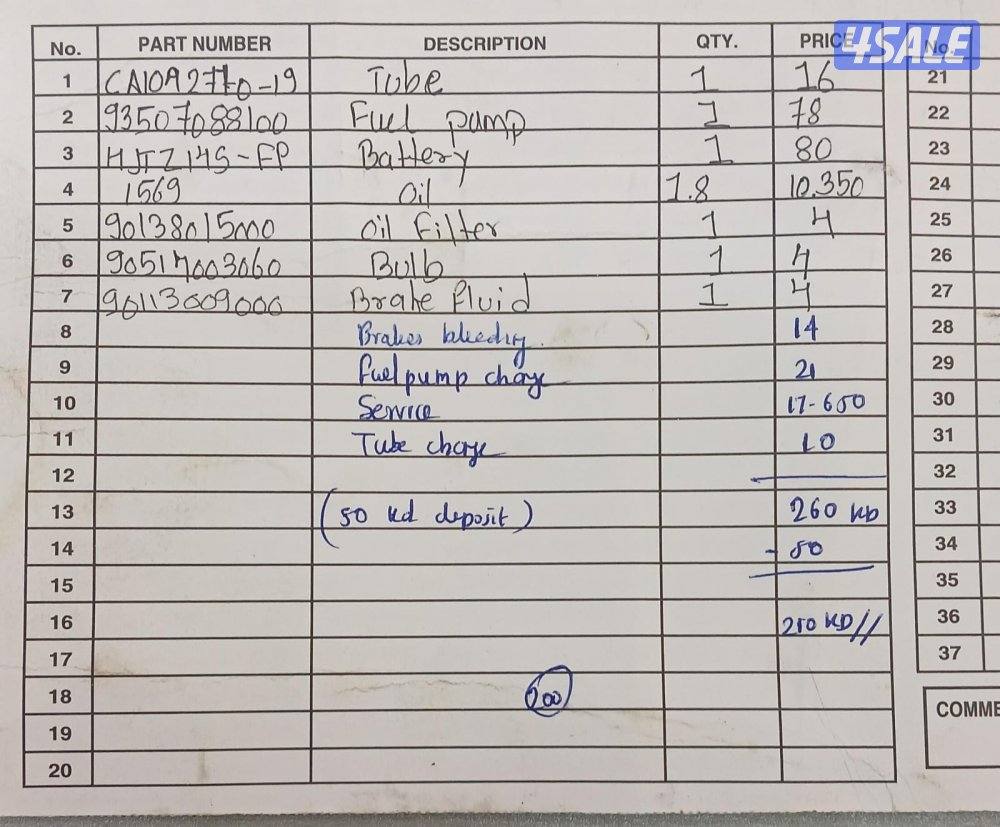 4SALE
No. PART NUMBER DESCRIPTION QTY. PRICE No.
1 CA109277-0-19 Tube 1 16 21
2 93507088100 Fuel pump 1 78 22
3 HJTZ14S-FP Battery 1 80 23
4 1569 Oil 1.8 10.350 24
5 90138015000 Oil Filter 1 4 25
6 90517003060 Bulb 1 4 26
7 90113009000 Brake fluid 1 4 27
8 Brakes bleeding 14 28
9 Fuel pump charge 21 29
10 Service 17-650 30
11 Tube charge 10 31
12 32
13 (50 kd deposit) 260 KD 33
14 - 50 34
15 35
16 210 KD// 36
17 37
18 200
19 COMME
20